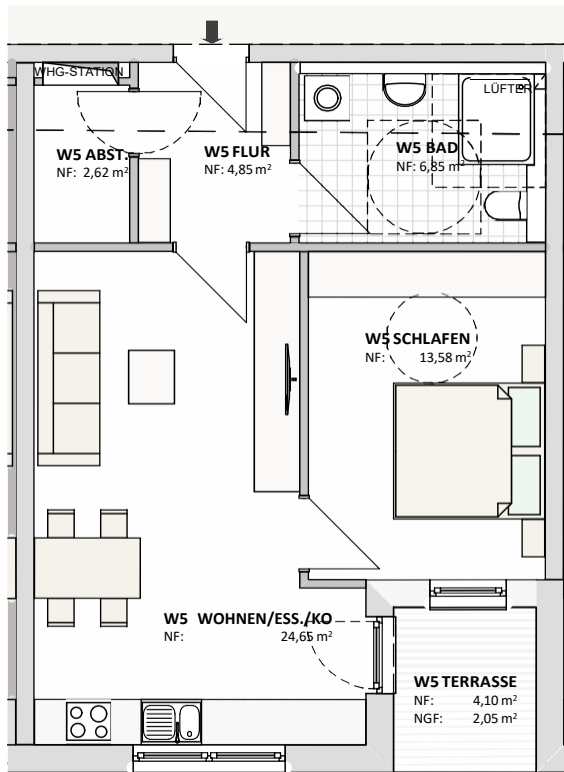 WHG-STATION
LÜFTER
W5 ABST.
NF: 2,62 m²
W5 FLUR
NF: 4,85 m²
W5 BAD
NF: 6,85 m²
W5 SCHLAFEN
NF: 13,58 m²
W5 WOHNEN/ESS./KO
NF: 24,65 m²
W5 TERRASSE
NF: 4,10 m²
NGF: 2,05 m²